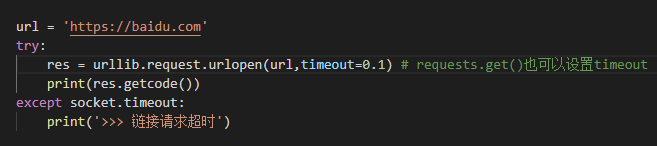 url = 'https://baidu.com'
try:
    res = urllib.request.urlopen(url,timeout=0.1) # requests.get()也可以设置timeout
    print(res.getcode())
except socket.timeout:
    print('>>> 链接请求超时')